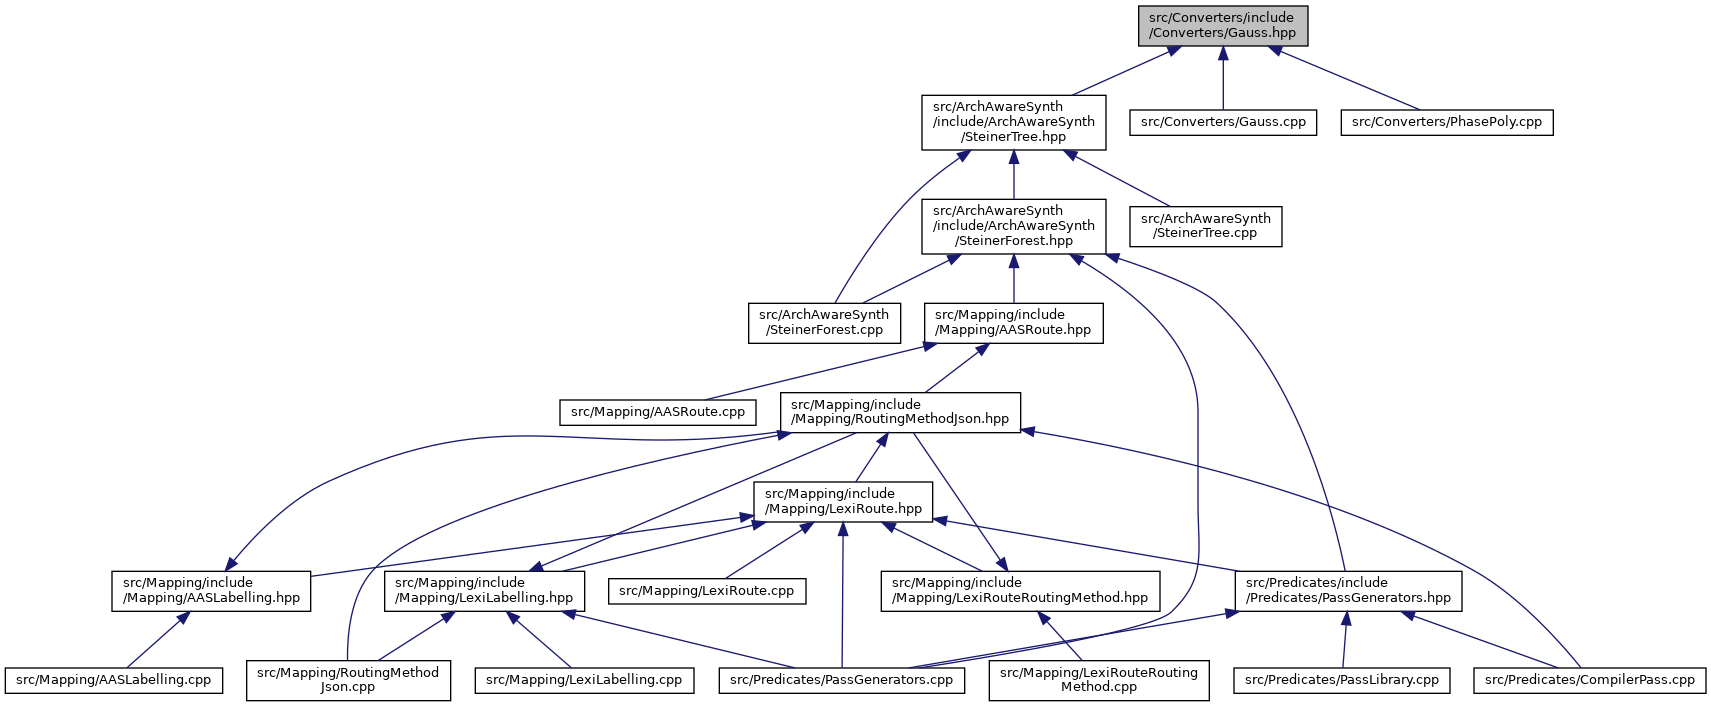 src/Converters/include
/Converters/Gauss.hpp
src/ArchAwareSynth
/include/ArchAwareSynth
/SteinerTree.hpp
src/Converters/Gauss.cpp
src/Converters/PhasePoly.cpp
src/ArchAwareSynth
/include/ArchAwareSynth
/SteinerForest.hpp
src/ArchAwareSynth
/SteinerTree.cpp
src/ArchAwareSynth
/SteinerForest.cpp
src/Mapping/include
/Mapping/AASRoute.hpp
src/Mapping/AASRoute.cpp
src/Mapping/include
/Mapping/RoutingMethodJson.hpp
src/Mapping/include
/Mapping/LexiRoute.hpp
src/Mapping/include
/Mapping/AASLabelling.hpp
src/Mapping/include
/Mapping/LexiLabelling.hpp
src/Mapping/LexiRoute.cpp
src/Mapping/include
/Mapping/LexiRouteRoutingMethod.hpp
src/Predicates/include
/Predicates/PassGenerators.hpp
src/Mapping/AASLabelling.cpp
src/Mapping/RoutingMethod
Json.cpp
src/Mapping/LexiLabelling.cpp
src/Predicates/PassGenerators.cpp
src/Mapping/LexiRouteRouting
Method.cpp
src/Predicates/PassLibrary.cpp
src/Predicates/CompilerPass.cpp